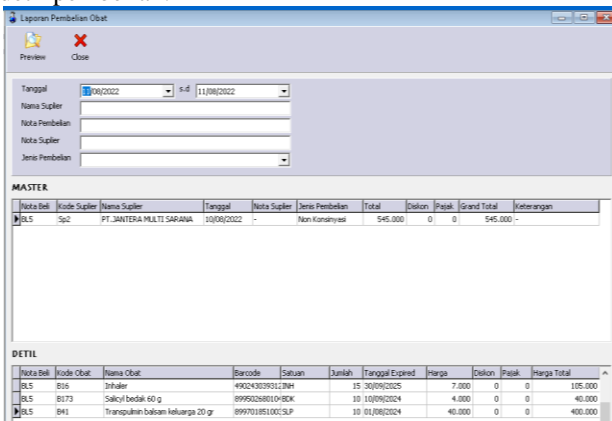 Laporan Pembelian Obat
Preview Close
Tanggal /08/2022 s.d 11/08/2022
Nama Suplier
Nota Pembelian
Nota Suplier
Jenis Pembelian
MASTER
Nota Beli Kode Suplier Nama Suplier Tanggal Nota Suplier Jenis Pembelian Total Diskon Pajak Grand Total Keterangan
BL5 Sp2 PT.JANTERA MULTI SARANA 10/08/2022 - Non Konsinyasi 545.000 0 0 545.000 -
DETIL
Nota Beli Kode Obat Nama Obat Barcode Satuan Jumlah Tanggal Expired Harga Diskon Pajak Harga Total
BL5 B16 Inhaler INH 15 30/09/2025 7.000 0 0 105.000
BL5 B173 Salicyl bedak 60 g BDK 10 10/09/2024 4.000 0 0 40.000
BL5 B41 Transpulmin balsam keluarga 20 gr SLP 10 01/08/2024 40.000 0 0 400.000